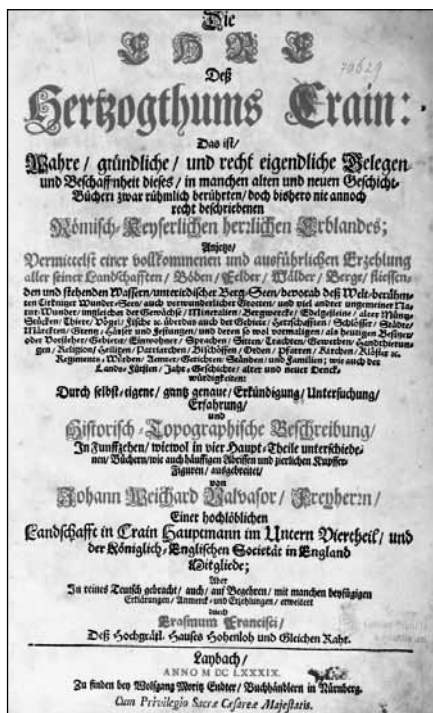 Die
EHRE
Deß
Hertzogthums Crain:
Das ist/
Wahre/ gründliche/ und recht eigendliche Belegen-
und Beschaffenheit dieses/ in manchen alten und neuen Geschicht-
Büchern zwar rühmlich berührten/ doch bishero nie annoch
recht beschriebenen
Römisch-Keyserlichen herrlichen Erblandes;
Anjetzo/
Vermittelst einer vollkommenen und ausführlichen Erzehlung
aller seiner Landschafften/ Böden/ Felder/ Wälder/ Berge/ fliessen-
den und stehenden Wassern/ unterirdischer Berg-Seen/ bevorab deß Welt-berühm-
ten Cirknitzer Wunder-Sees/ auch verwunderlicher Grotten/ und viel andrer ungemeiner Na-
tur-Wunder/ imgleichen der Gewächse/ Mineralien/ Bergwercke/ Edelgesteine/ alter Müntz-
Stücken/ Thiere/ Vögel/ Fische &c. überdas auch der Gebiete/ Herrschafften/ Schlösser/ Städte/
Märckten/ Grentz-Häuser und Festungen/ und deren so wol vormaligen/ als heutigen Besitzer
oder Vorsteher/ Gebiete/ Einwohner/ Sprachen/ Sitten/ Trachten/ Gewerben/ Handthierun-
gen/ Religion/ Heiligen/ Patriarchen/ Bischöffen/ Orden/ Pfarren/ Kirchen/ Klöster &c.
Regiments-Wesen/ Aemter/ Gerichten/ Ständen/ und Familien; wie auch der
Lands-Fürsten/ Jahr-Geschichte/ alter und neuer Denck-
würdigkeiten:
Durch selbst-eigene/ gantz genaue/ Erkündigung/ Untersuchung/
Erfahrung/
und
Historisch-Topographische Beschreibung/
In Funffzehen/ wiewol in vier Haupt-Theile unterschiede-
nen/ Büchern/ wie auch häuffigen Abrissen und zierlichen Kupffer-
Figuren/ ausgebreitet/
von
Johann Weichard Valvasor/ Freyherrn/
Einer hochlöblichen
Landschafft in Crain Hauptmann im Untern Viertheil/ und
der Königlich-Englischen Societät in England
Mitgliede;
Aber
In reines Teutsch gebracht/ auch/ auf Begehren/ mit manchen beyfügigen
Erklärungen/ Anmerck- und Erzehlungen/ erweitert
durch
Erasmum Francisci/
Deß Hochgräfl. Hauses Hohenloh und Gleichen Raht.
Laybach/
ANNO M DC LXXXIX.
Zu finden bey Wolfgang Moritz Endter/ Buchhändlern in Nürnberg.
Cum Privilegio Sacræ Cæsareæ Majestatis.